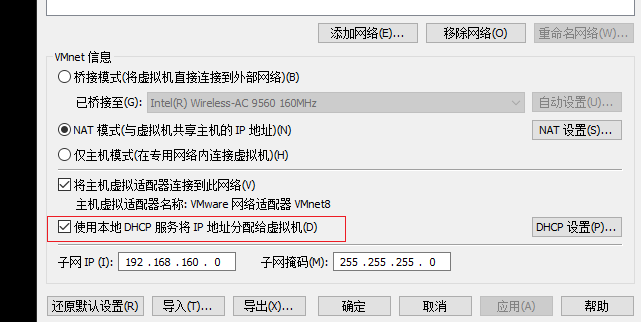 添加网络(E)... 移除网络(O) 重命名网络(W)...
VMnet 信息
桥接模式(将虚拟机直接连接到外部网络)(B)
已桥接至(G): Intel(R) Wireless-AC 9560 160MHz 自动设置(U)...
NAT 模式(与虚拟机共享主机的 IP 地址)(N) NAT 设置(S)...
仅主机模式(在专用网络内连接虚拟机)(H)
将主机虚拟适配器连接到此网络(V)
主机虚拟适配器名称: VMware 网络适配器 VMnet8
使用本地 DHCP 服务将 IP 地址分配给虚拟机(D) DHCP 设置(P)...
子网 IP (I): 192 . 168 . 160 . 0 子网掩码(M): 255 . 255 . 255 . 0
还原默认设置(R) 导入(T)... 导出(X)... 确定 取消 应用(A) 帮助